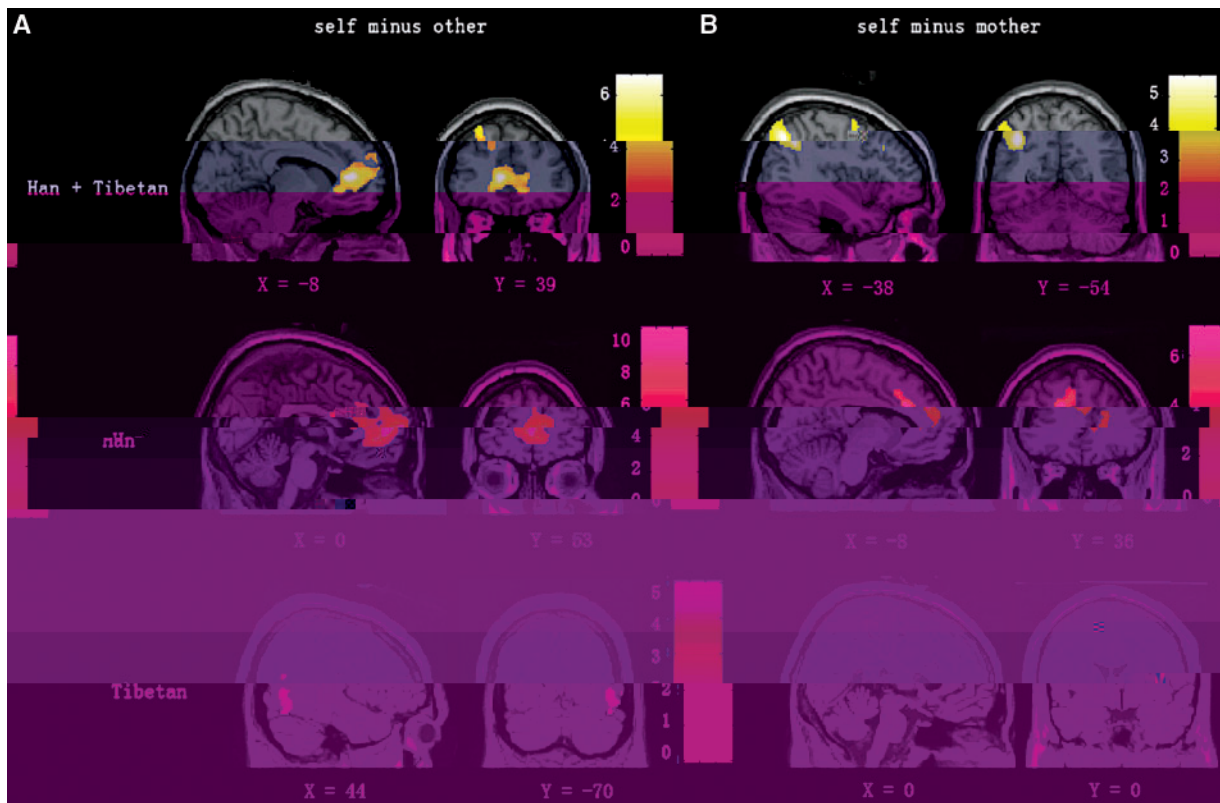 A
self minus other
B
self minus mother
6
4
2
0
5
4
3
2
1
0
Han + Tibetan
X = -8
Y = 39
X = -38
Y = -54
10
8
6
4
2
0
6
4
2
0
X = 0
Y = 53
X = -8
Y = 36
5
4
3
2
1
0
Tibetan
X = 44
Y = -70
X = 0
Y = 0